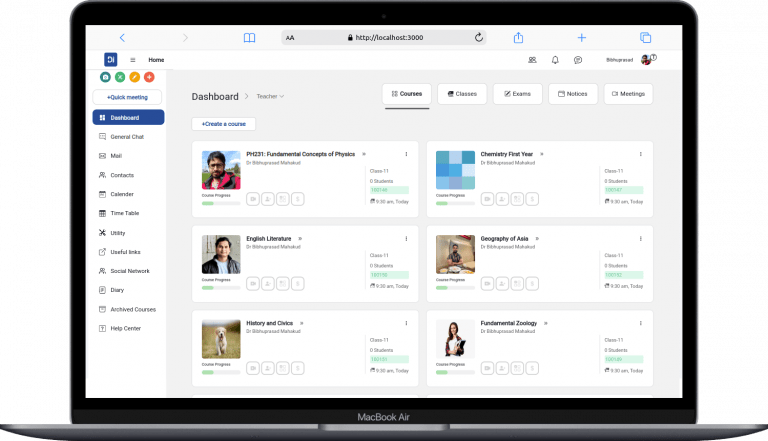 AA http://localhost:3000
Di Home Bibhuprasad
+Quick meeting
Dashboard
General Chat
Mail
Contacts
Calender
Time Table
Utility
Useful links
Social Network
Diary
Archived Courses
Help Center
Dashboard > Teacher
Courses Classes Exams Notices Meetings
+Create a course
PH231: Fundamental Concepts of Physics »
Dr Bibhuprasad Mahakud
Class-11
0 Students
Course Progress
9:30 am, Today
Chemistry First Year »
Dr Bibhuprasad Mahakud
Class-11
0 Students
Course Progress
9:30 am, Today
English Literature »
Dr Bibhuprasad Mahakud
Class-11
0 Students
Course Progress
9:30 am, Today
Geography of Asia »
Dr Bibhuprasad Mahakud
Class-11
0 Students
Course Progress
9:30 am, Today
History and Civics »
Dr Bibhuprasad Mahakud
Class-11
0 Students
Course Progress
9:30 am, Today
Fundamental Zoology »
Dr Bibhuprasad Mahakud
Class-11
0 Students
Course Progress
9:30 am, Today
MacBook Air